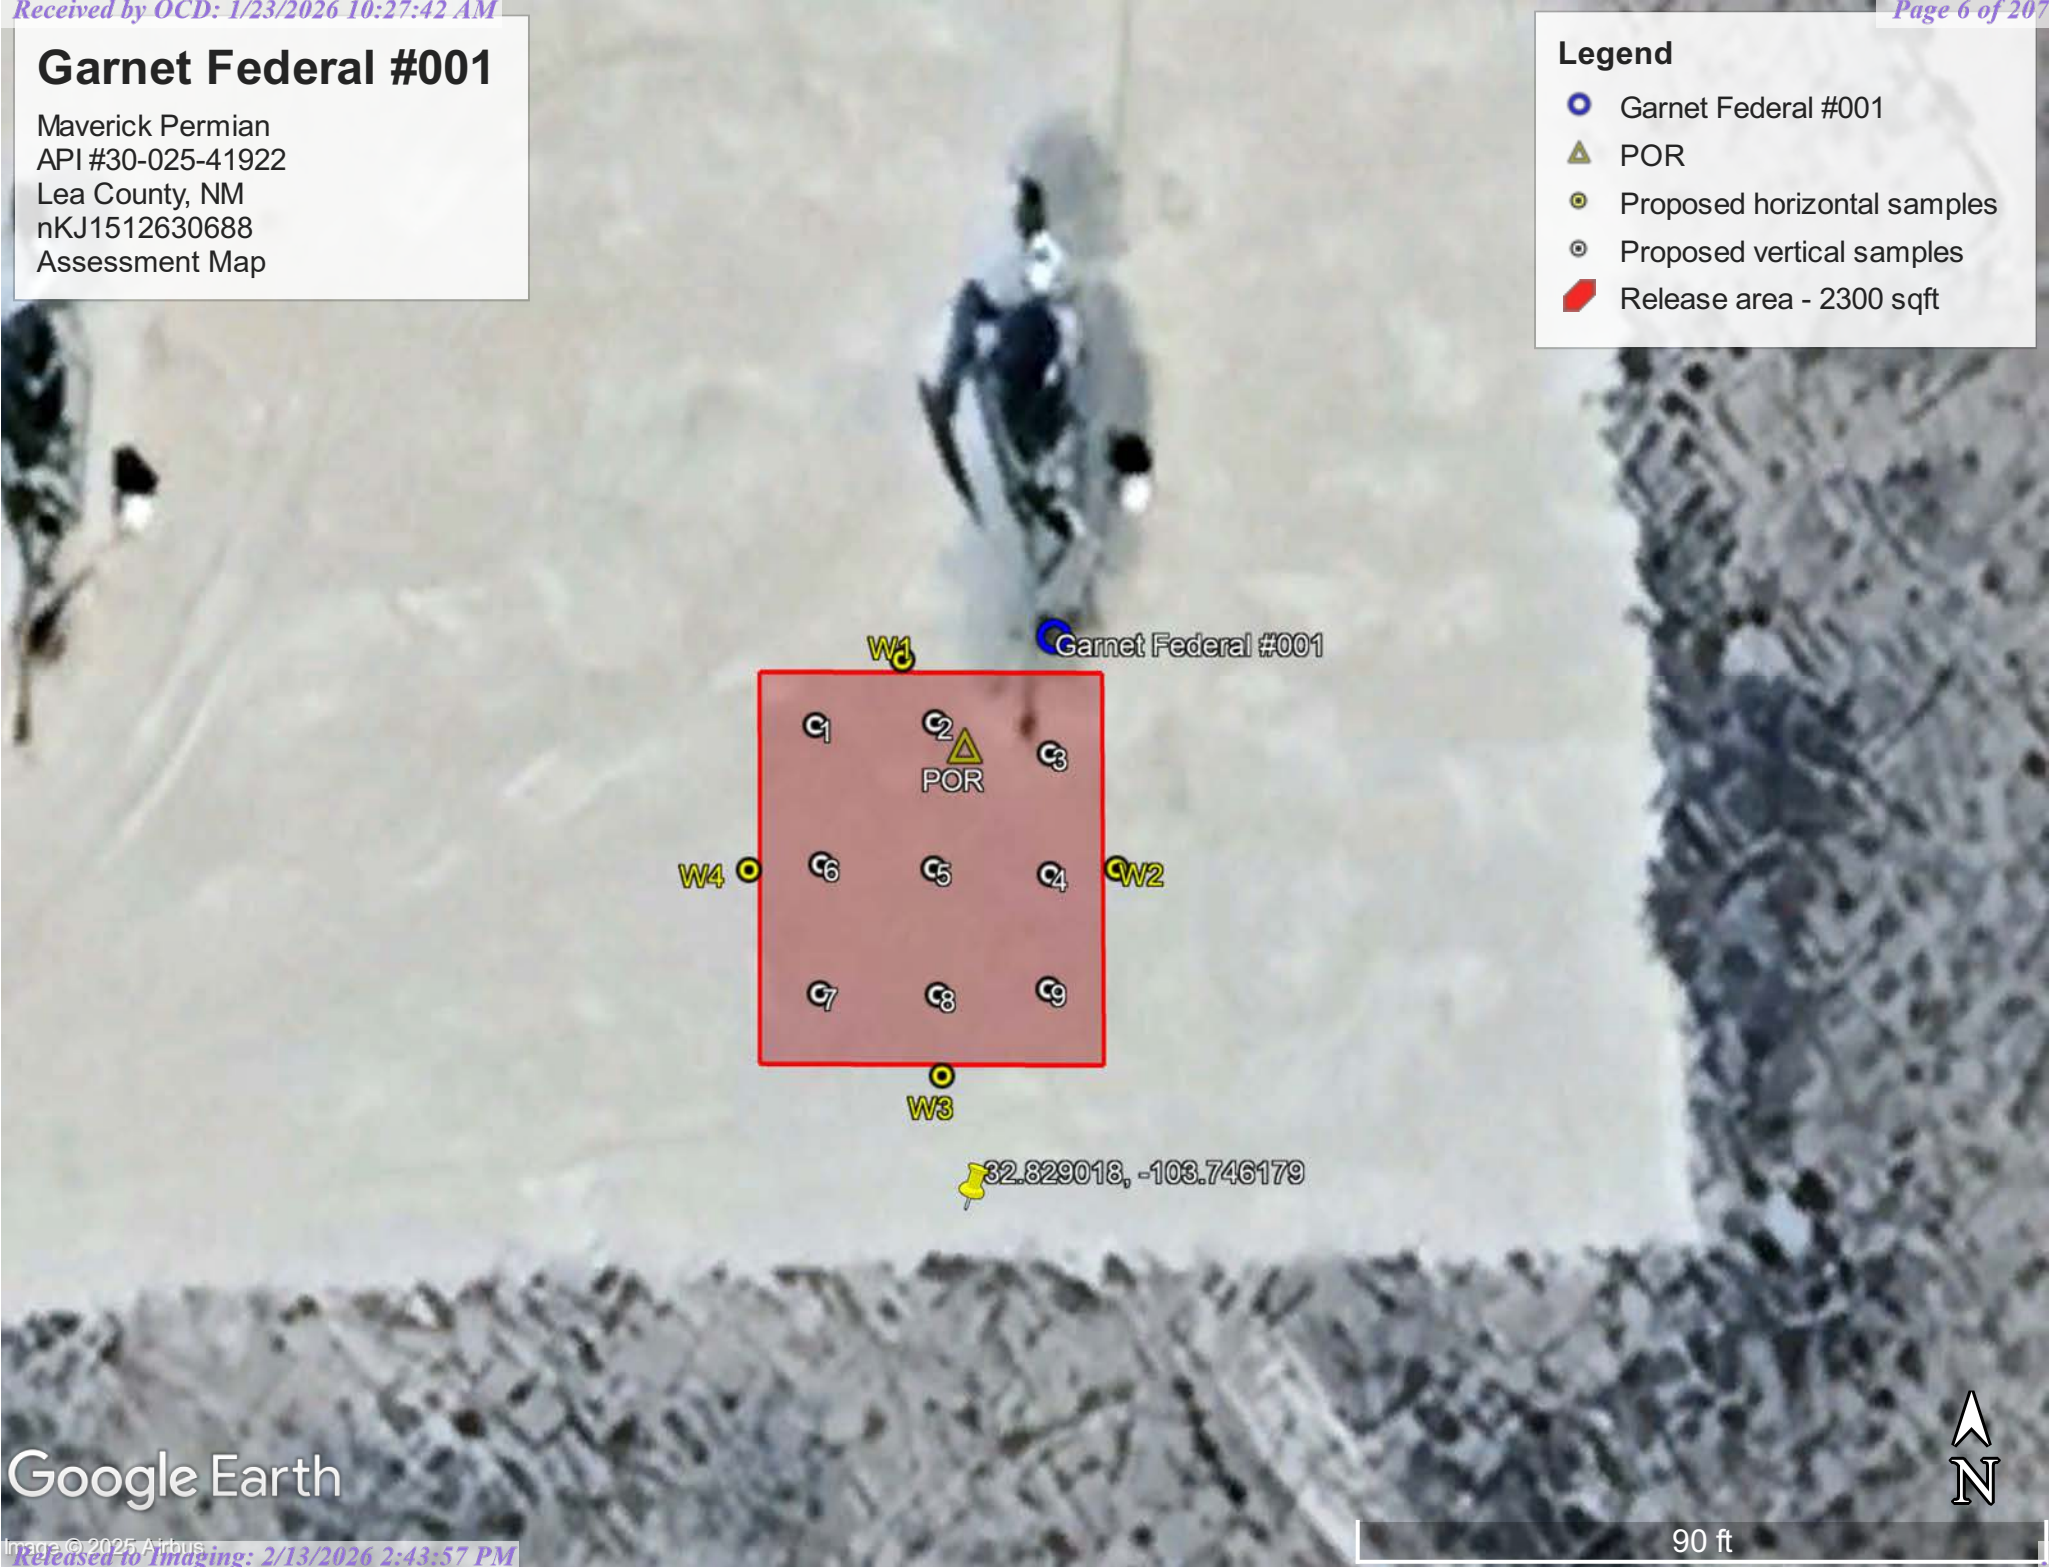 Received by OCD: 1/23/2026 10:27:42 AM
Page 6 of 207
Garnet Federal #001
Maverick Permian
API #30-025-41922
Lea County, NM
nKJ1512630688
Assessment Map
Legend
Garnet Federal #001
POR
Proposed horizontal samples
Proposed vertical samples
Release area - 2300 sqft
W1
Garnet Federal #001
1
2
3
POR
W4
6
5
4
W2
7
8
9
W3
32.829018, -103.746179
Google Earth
N
90 ft
Image © 2025 Airbus
Released to Imaging: 2/13/2026 2:43:57 PM